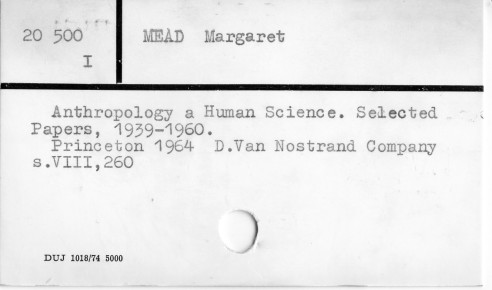 20 500
I
MEAD Margaret
Anthropology a Human Science. Selected
Papers, 1939-1960.
Princeton 1964 D.Van Nostrand Company
s.VIII,260
DUJ 1018/74 5000